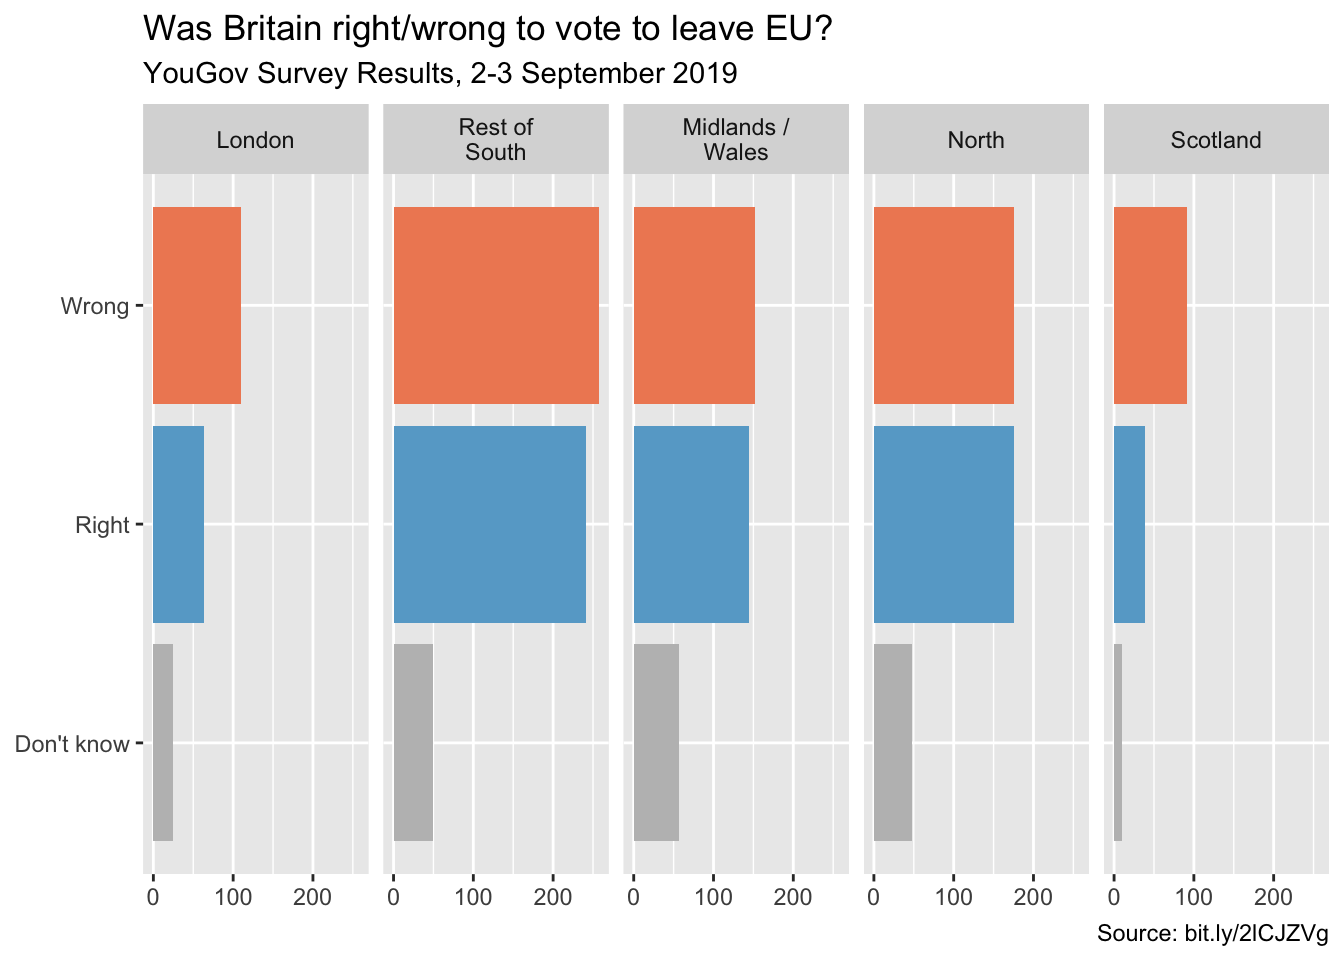 Was Britain right/wrong to vote to leave EU?
YouGov Survey Results, 2-3 September 2019
London
Rest of
South
Midlands /
Wales
North
Scotland
Wrong
Right
Don't know
0 100 200
0 100 200
0 100 200
0 100 200
0 100 200
Source: bit.ly/2lCJZVg